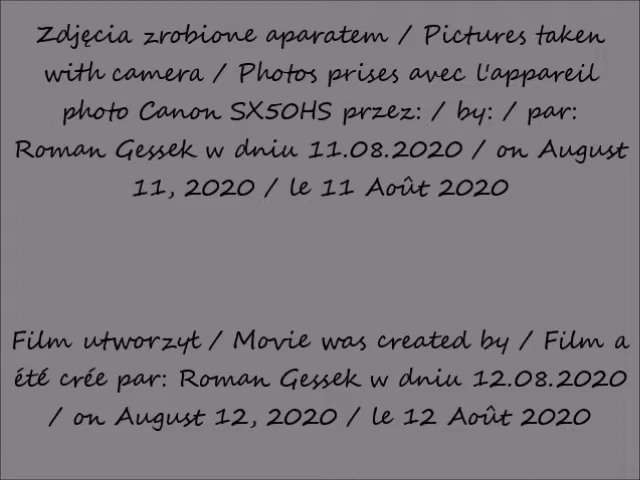 Zdjęcia zrobione aparatem / Pictures taken
with camera / Photos prises avec l'appareil
photo Canon SX50HS przez: / by: / par:
Roman Gessek w dniu 11.08.2020 / on August
11, 2020 / le 11 Août 2020
Film utworzył / Movie was created by / Film a
été crée par: Roman Gessek w dniu 12.08.2020
/ on August 12, 2020 / le 12 Août 2020